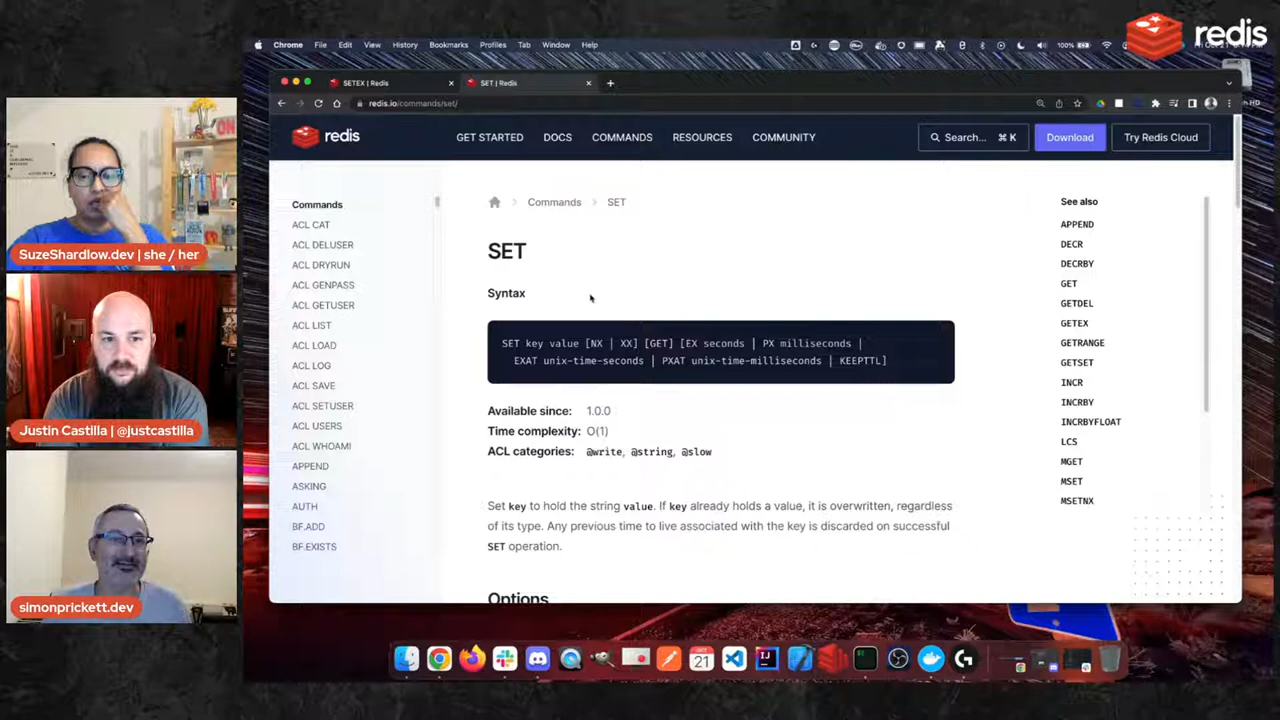 redis
Chrome File Edit View History Bookmarks Profiles Tab Window Help
100%
SETEX | Redis
SET | Redis
redis.io/commands/set/
redis
GET STARTED
DOCS
COMMANDS
RESOURCES
COMMUNITY
Search... ⌘ K
Download
Try Redis Cloud
Commands
ACL CAT
ACL DELUSER
ACL DRYRUN
ACL GENPASS
ACL GETUSER
ACL LIST
ACL LOAD
ACL LOG
ACL SAVE
ACL SETUSER
ACL USERS
ACL WHOAMI
APPEND
ASKING
AUTH
BF.ADD
BF.EXISTS
Commands > SET
SET
Syntax
SET key value [NX | XX] [GET] [EX seconds | PX milliseconds |
EXAT unix-time-seconds | PXAT unix-time-milliseconds | KEEPTTL]
Available since: 1.0.0
Time complexity: O(1)
ACL categories: @write, @string, @slow
Set key to hold the string value. If key already holds a value, it is overwritten, regardless
of its type. Any previous time to live associated with the key is discarded on successful
SET operation.
Options
See also
APPEND
DECR
DECRBY
GET
GETDEL
GETEX
GETRANGE
GETSET
INCR
INCRBY
INCRBYFLOAT
LCS
MGET
MSET
MSETNX
SuzeShardlow.dev | she / her
Justin Castilla | @justcastilla
simonprickett.dev
21